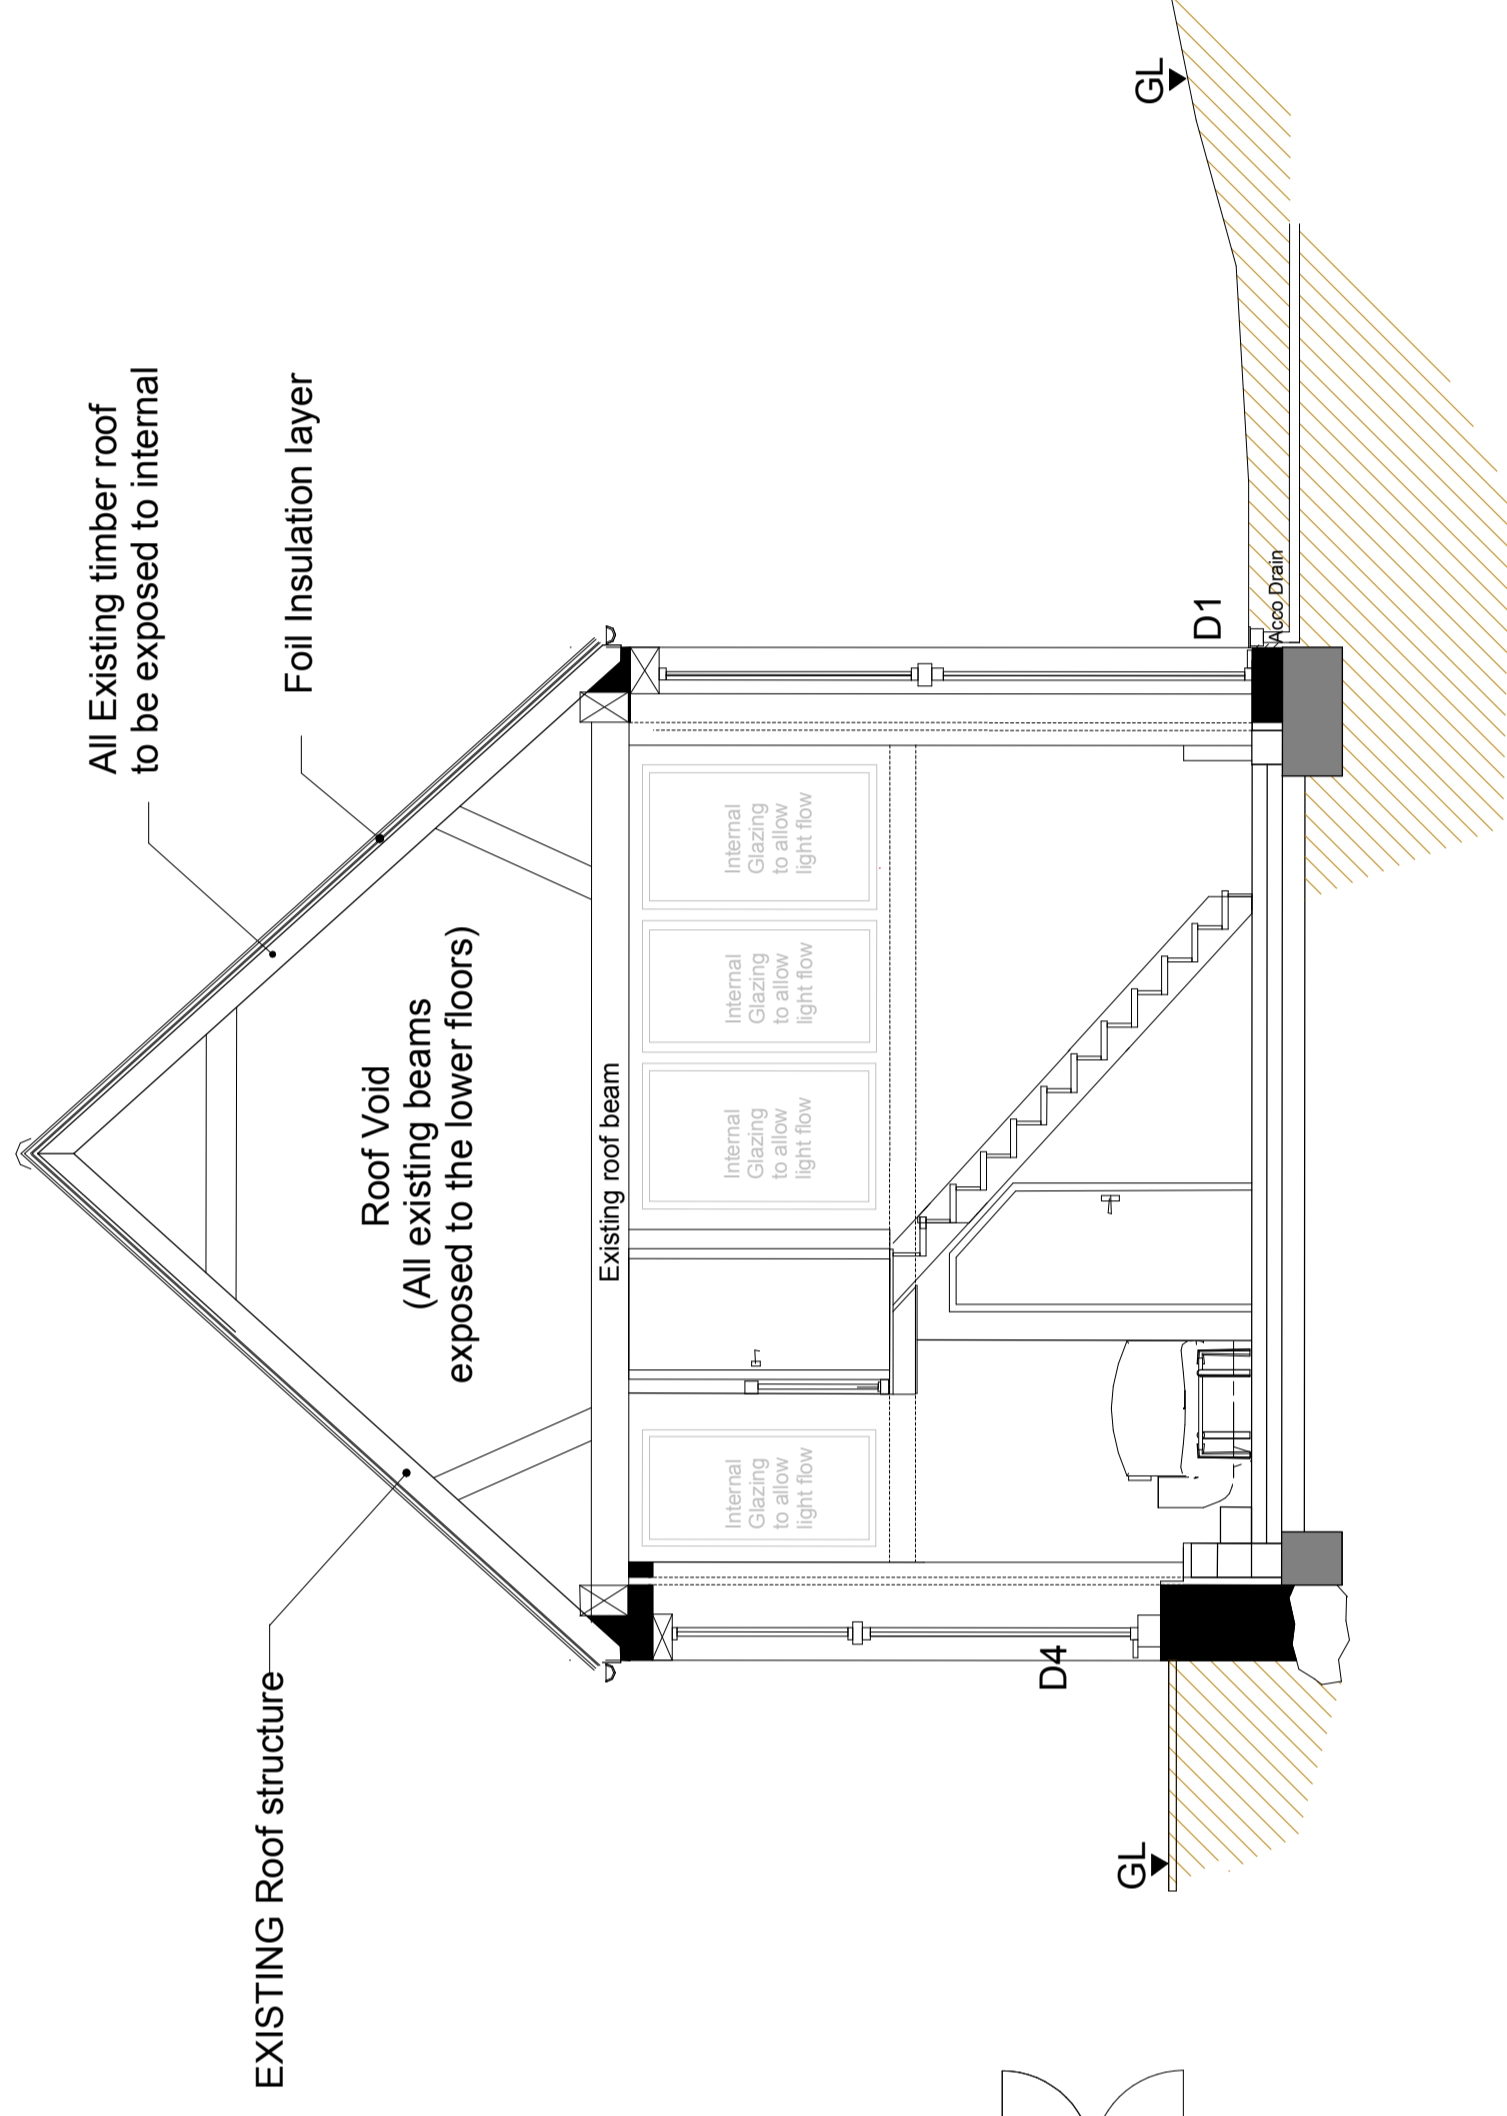 All Existing timber roof
to be exposed to internal
Foil Insulation layer
EXISTING Roof structure
Roof Void
(All existing beams
exposed to the lower floors)
Existing roof beam
Internal
Glazing
to allow
light flow
Internal
Glazing
to allow
light flow
Internal
Glazing
to allow
light flow
Internal
Glazing
to allow
light flow
D4
D1
GL
GL
Acco Drain